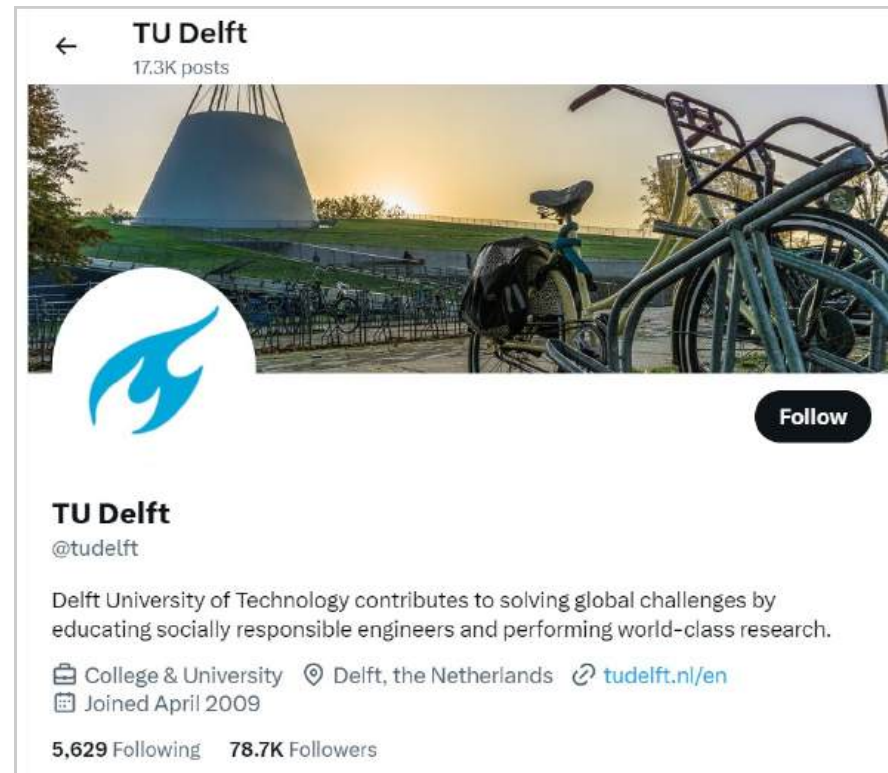 TU Delft
17.3K posts
Follow
TU Delft
@tudelft
Delft University of Technology contributes to solving global challenges by
educating socially responsible engineers and performing world-class research.
College & University Delft, the Netherlands tudelft.nl/en
Joined April 2009
5,629 Following 78.7K Followers